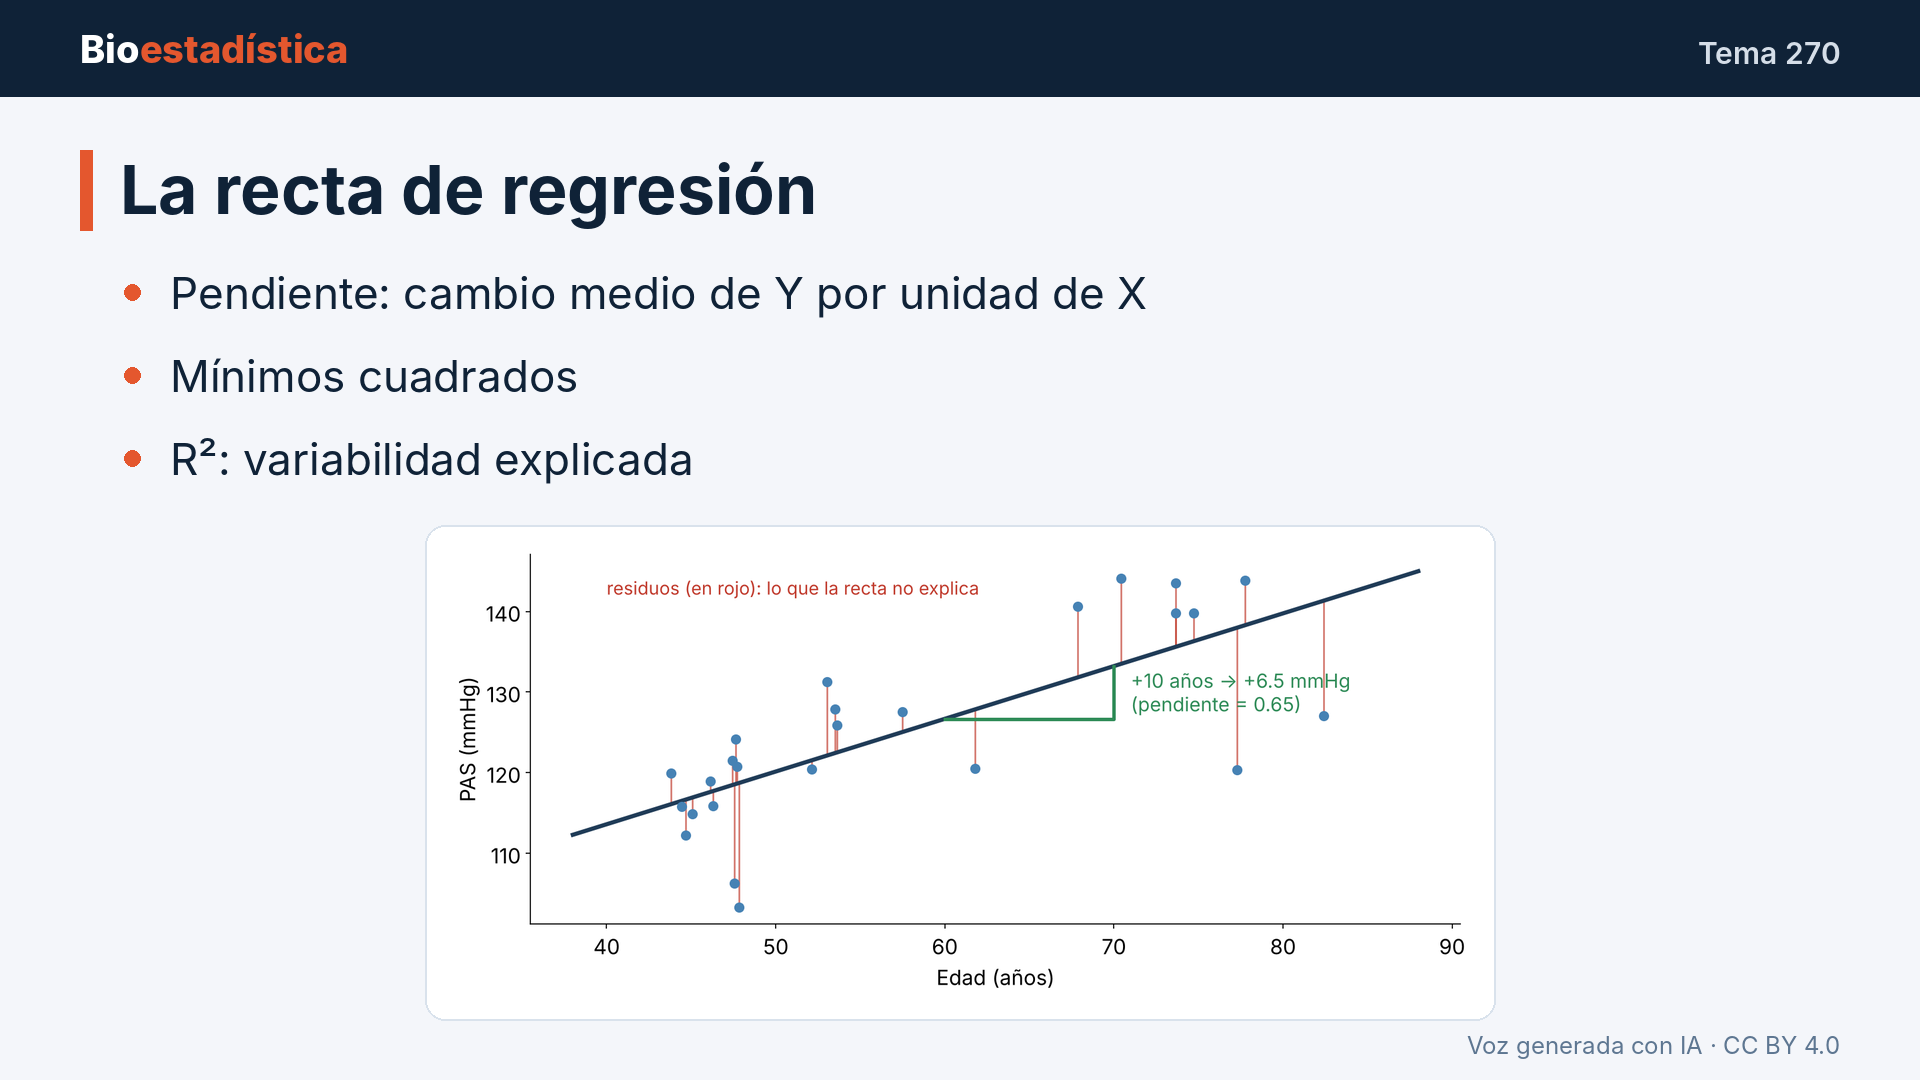 Bioestadística
Tema 270
La recta de regresión
Pendiente: cambio medio de Y por unidad de X
Mínimos cuadrados
R²: variabilidad explicada
residuos (en rojo): lo que la recta no explica
140
130
120
110
PAS (mmHg)
+10 años → +6.5 mmHg
(pendiente = 0.65)
40 50 60 70 80 90
Edad (años)
Voz generada con IA · CC BY 4.0